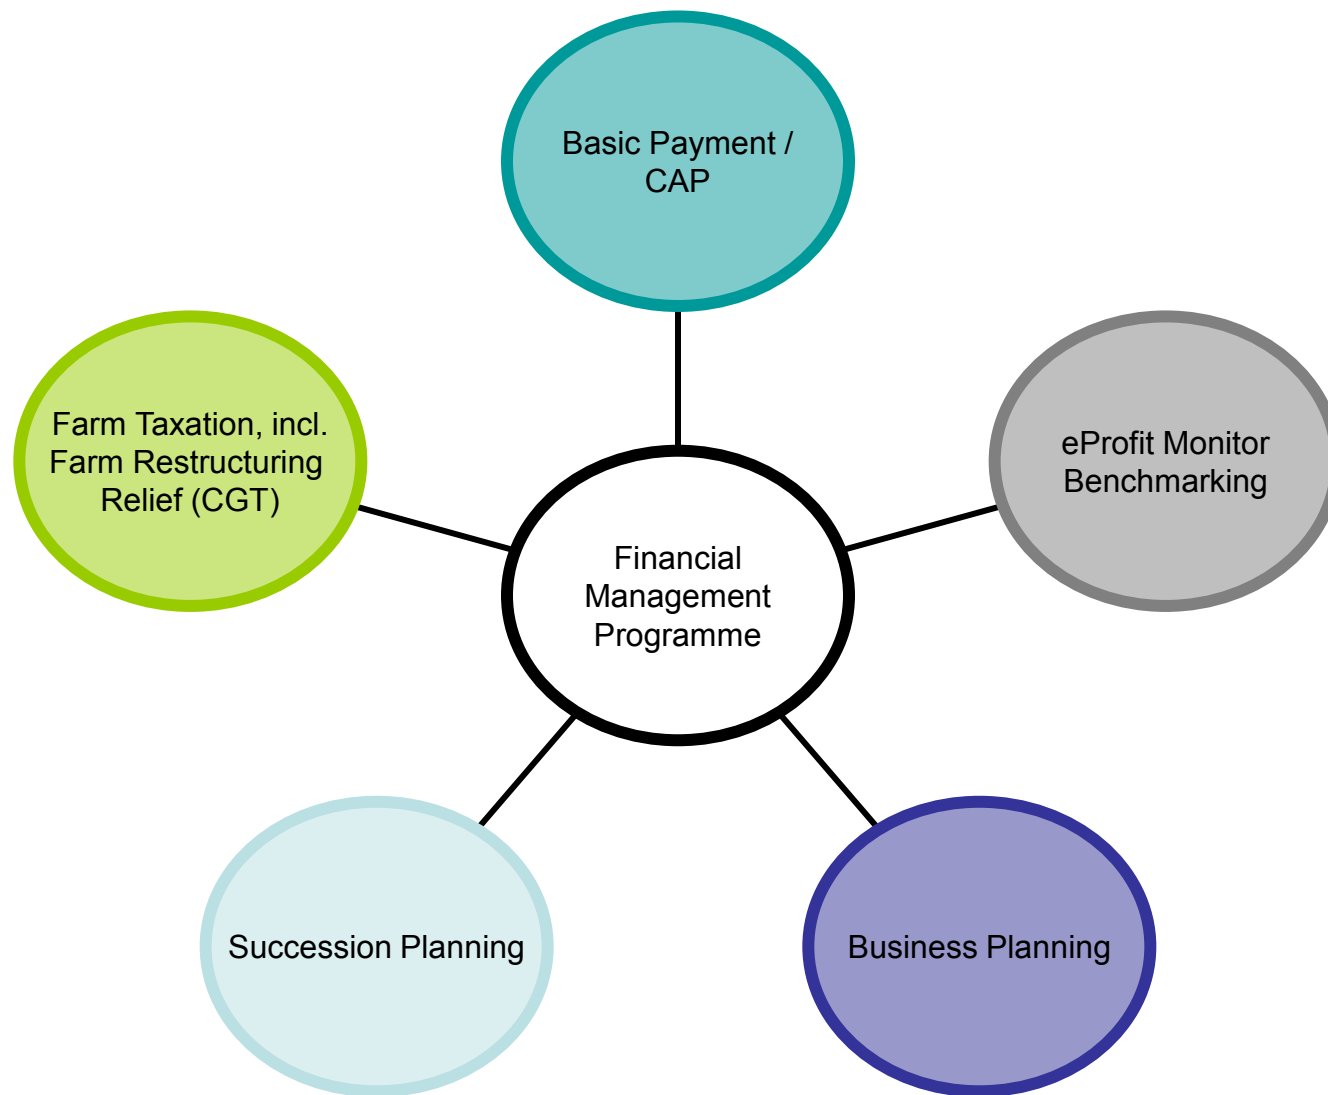 Basic Payment /
CAP
Farm Taxation, incl.
Farm Restructuring
Relief (CGT)
eProfit Monitor
Benchmarking
Financial
Management
Programme
Succession Planning
Business Planning